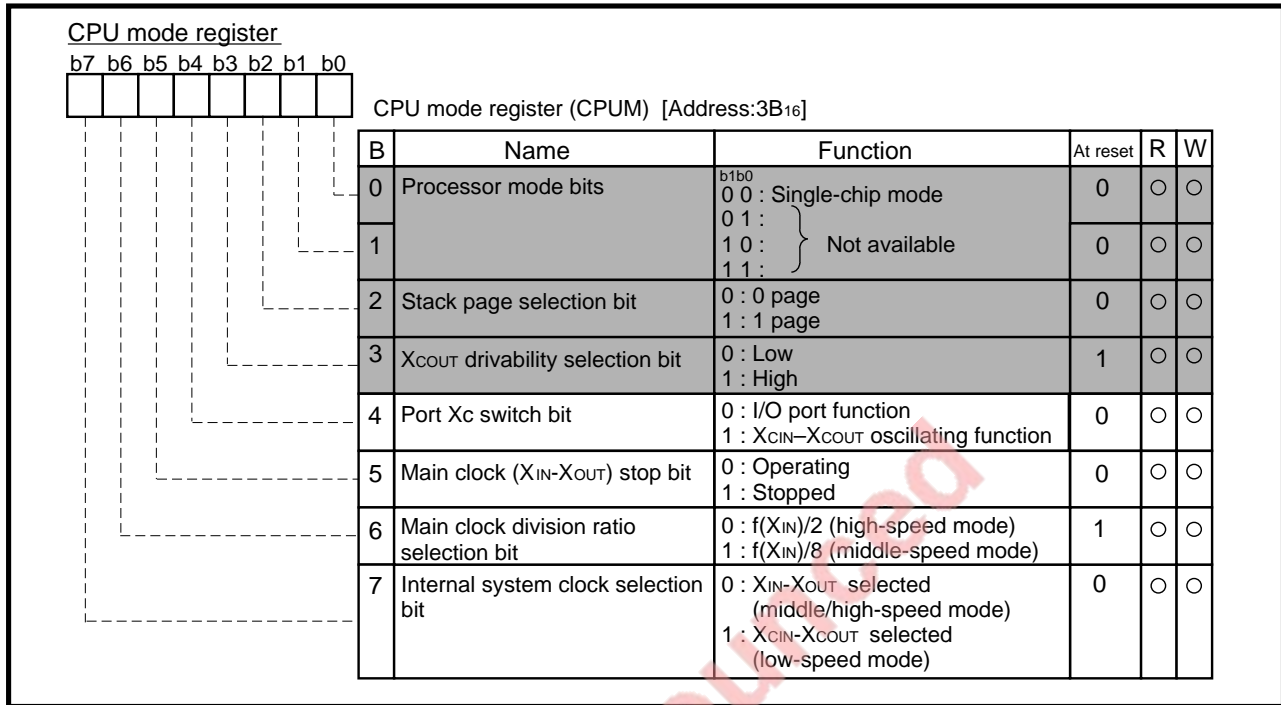 CPU mode register
b7 b6 b5 b4 b3 b2 b1 b0
CPU mode register (CPUM) [Address:3B16]
B Name Function At reset R W
0 Processor mode bits b1b0 0 ○ ○
0 0 : Single-chip mode
0 1 :
1 1 0 : Not available 0 ○ ○
1 1 :
2 Stack page selection bit 0 : 0 page 0 ○ ○
1 : 1 page
3 XCOUT drivability selection bit 0 : Low 1 ○ ○
1 : High
4 Port Xc switch bit 0 : I/O port function 0 ○ ○
1 : XCIN–XCOUT oscillating function
5 Main clock (XIN-XOUT) stop bit 0 : Operating 0 ○ ○
1 : Stopped
6 Main clock division ratio 0 : f(XIN)/2 (high-speed mode) 1 ○ ○
selection bit 1 : f(XIN)/8 (middle-speed mode)
7 Internal system clock selection 0 : XIN-XOUT selected 0 ○ ○
bit (middle/high-speed mode)
1 : XCIN-XCOUT selected
(low-speed mode)